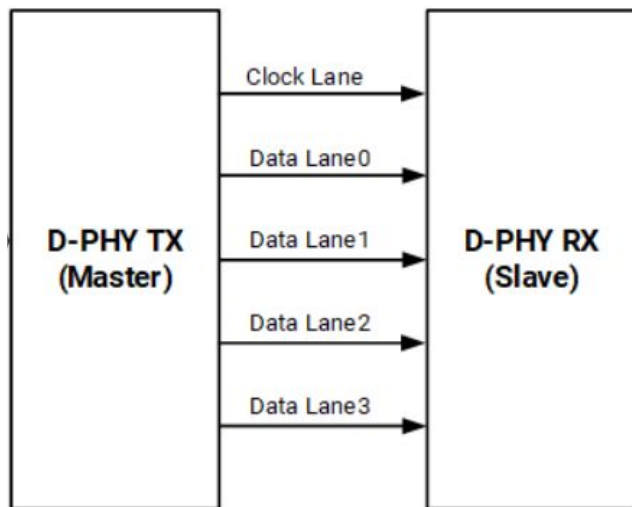 Clock Lane
Data Lane0
Data Lane1
D-PHY TX
(Master)
D-PHY RX
(Slave)
Data Lane2
Data Lane3